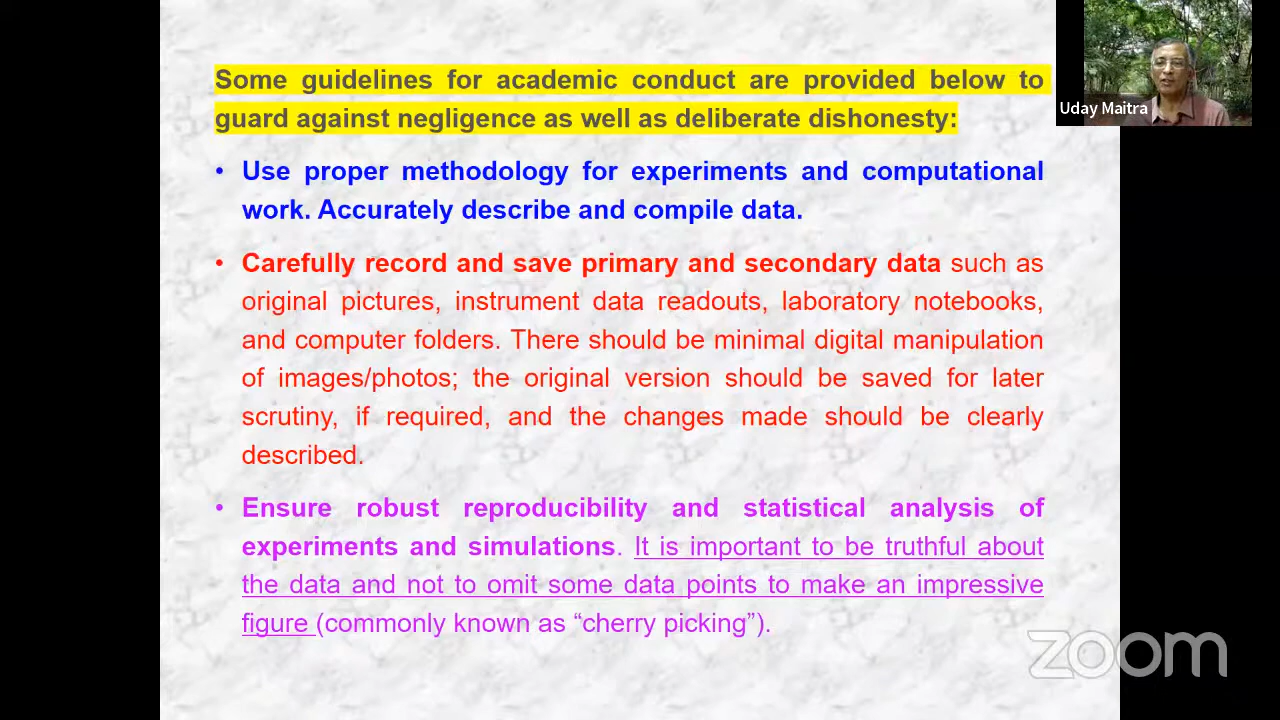 Some guidelines for academic conduct are provided below to
guard against negligence as well as deliberate dishonesty:
• Use proper methodology for experiments and computational
work. Accurately describe and compile data.
• Carefully record and save primary and secondary data such as
original pictures, instrument data readouts, laboratory notebooks,
and computer folders. There should be minimal digital manipulation
of images/photos; the original version should be saved for later
scrutiny, if required, and the changes made should be clearly
described.
• Ensure robust reproducibility and statistical analysis of
experiments and simulations. It is important to be truthful about
the data and not to omit some data points to make an impressive
figure (commonly known as “cherry picking”).
Uday Maitra
zoom